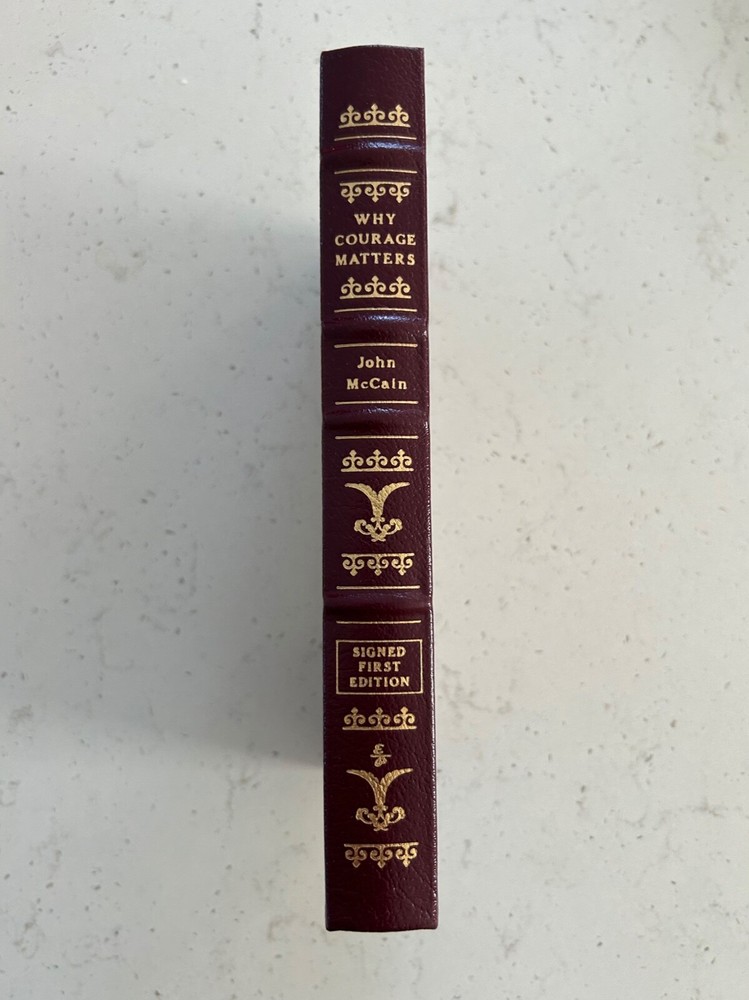 WHY
COURAGE
MATTERS
John
McCain
SIGNED
FIRST
EDITION
E
P